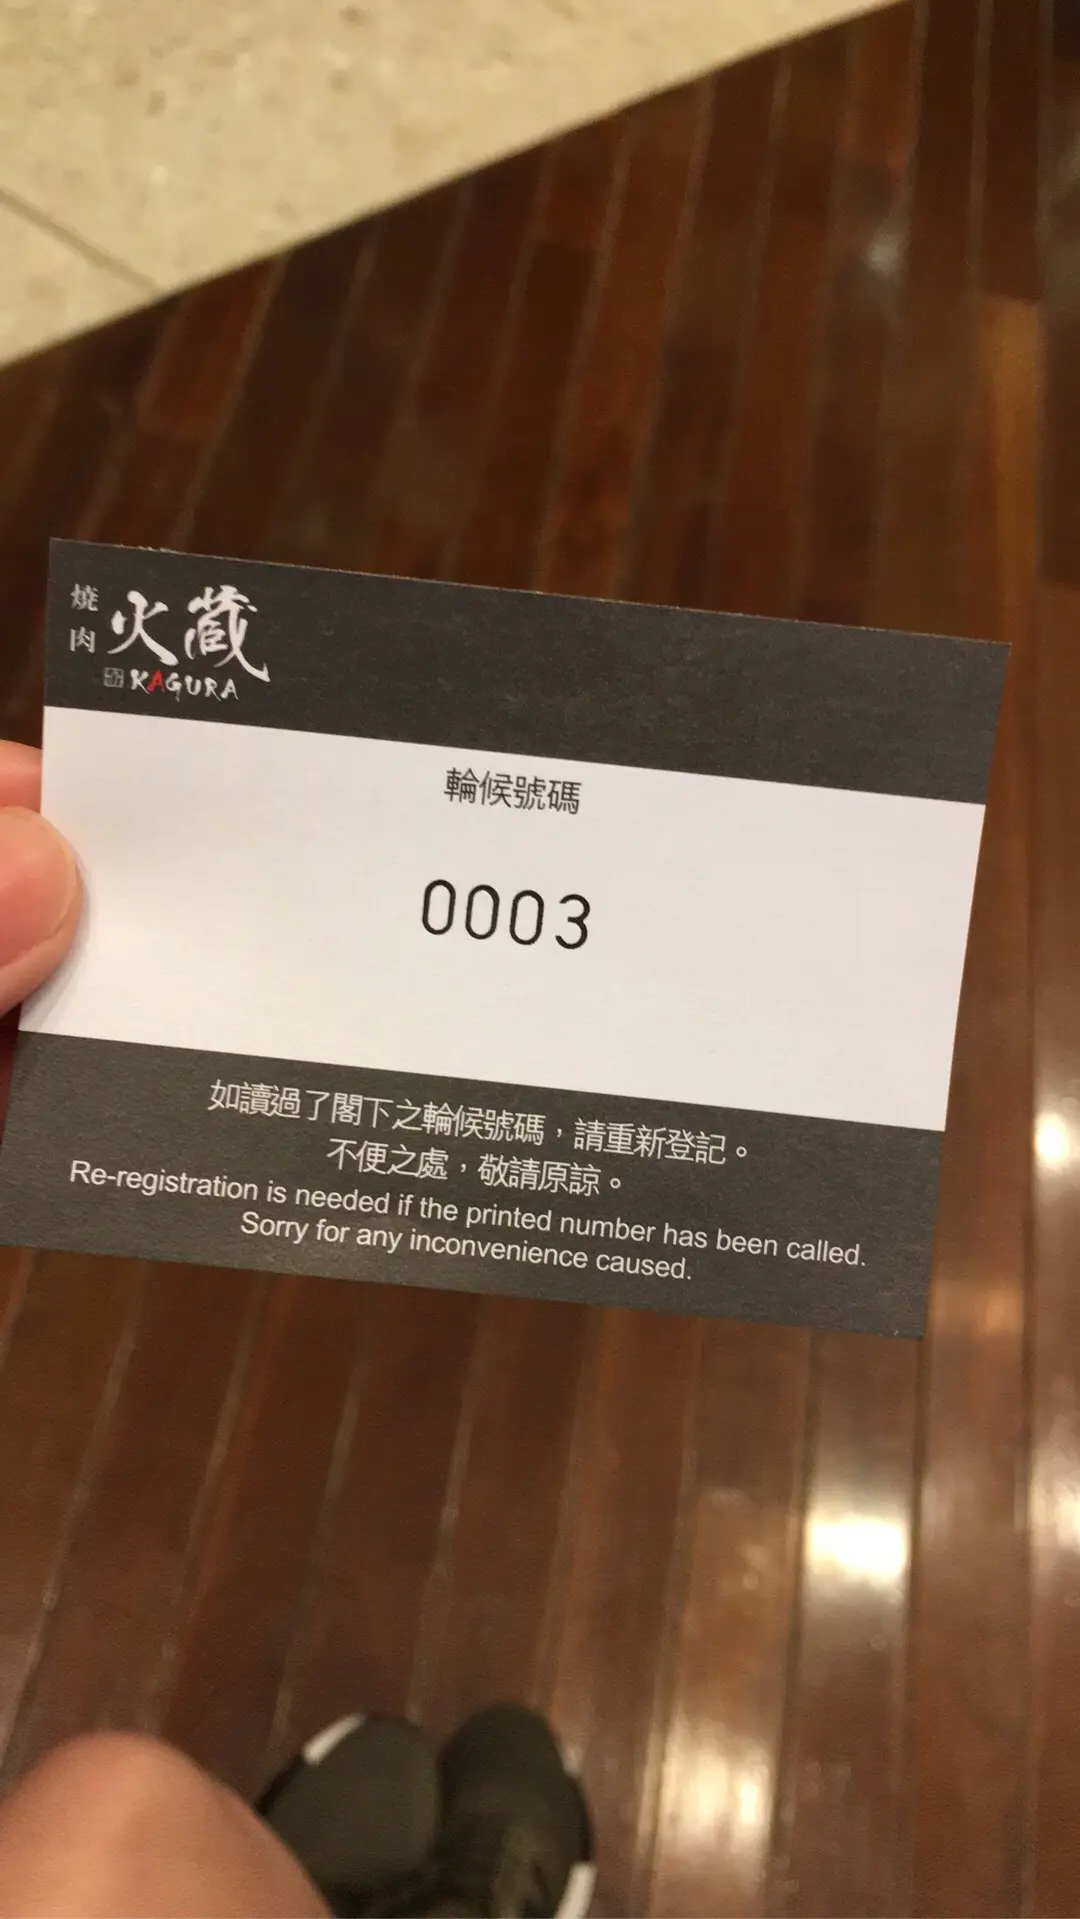 燒肉
火蔵
KAGURA
輪候號碼
0003
如讀過了閣下之輪候號碼，請重新登記。
不便之處，敬請原諒。
Re-registration is needed if the printed number has been called.
Sorry for any inconvenience caused.